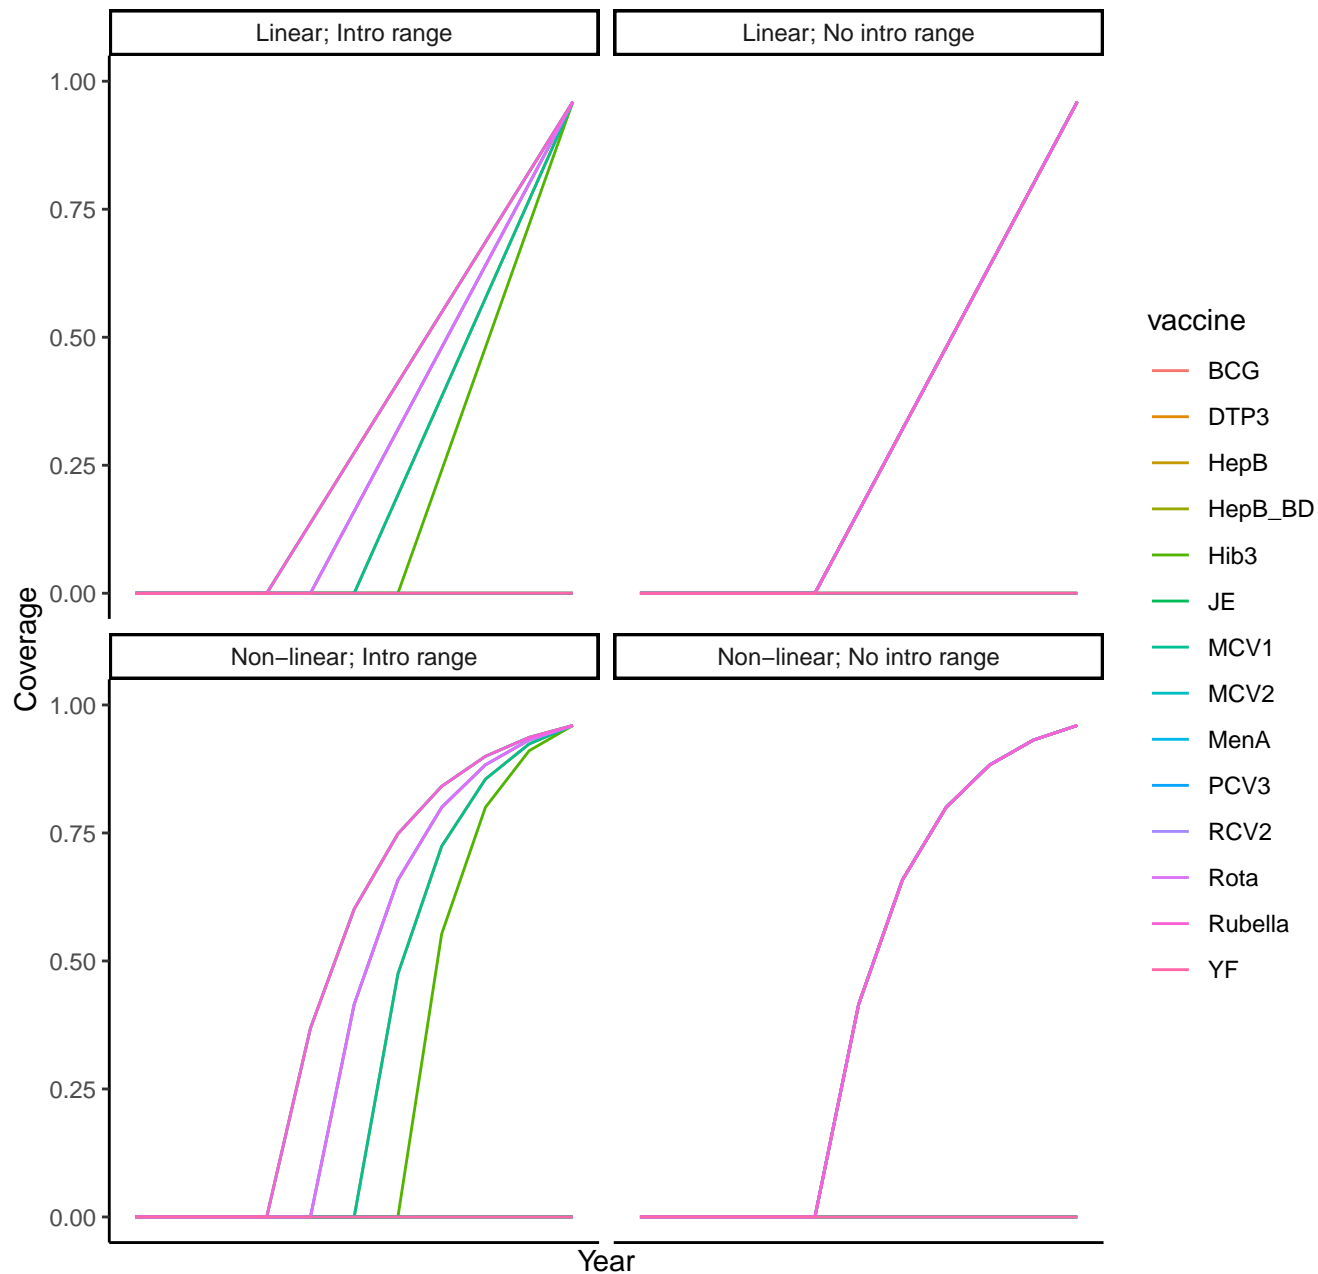 Linear; Intro range
Linear; No intro range
1.00
0.75
0.50
0.25
0.00
Non−linear; Intro range
Non−linear; No intro range
1.00
0.75
0.50
0.25
0.00
Coverage
Year
vaccine
BCG
DTP3
HepB
HepB_BD
Hib3
JE
MCV1
MCV2
MenA
PCV3
RCV2
Rota
Rubella
YF